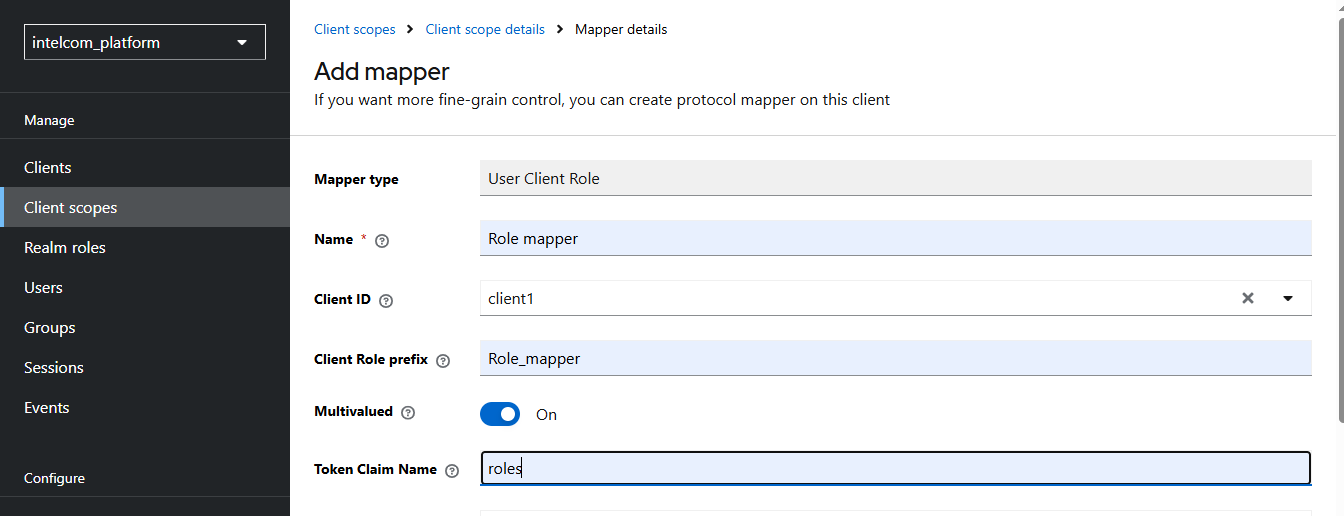 intelcom_platform
Manage
Clients
Client scopes
Realm roles
Users
Groups
Sessions
Events
Configure
Client scopes > Client scope details > Mapper details
Add mapper
If you want more fine-grain control, you can create protocol mapper on this client
Mapper type User Client Role
Name * Role mapper
Client ID client1
Client Role prefix Role_mapper
Multivalued On
Token Claim Name roles